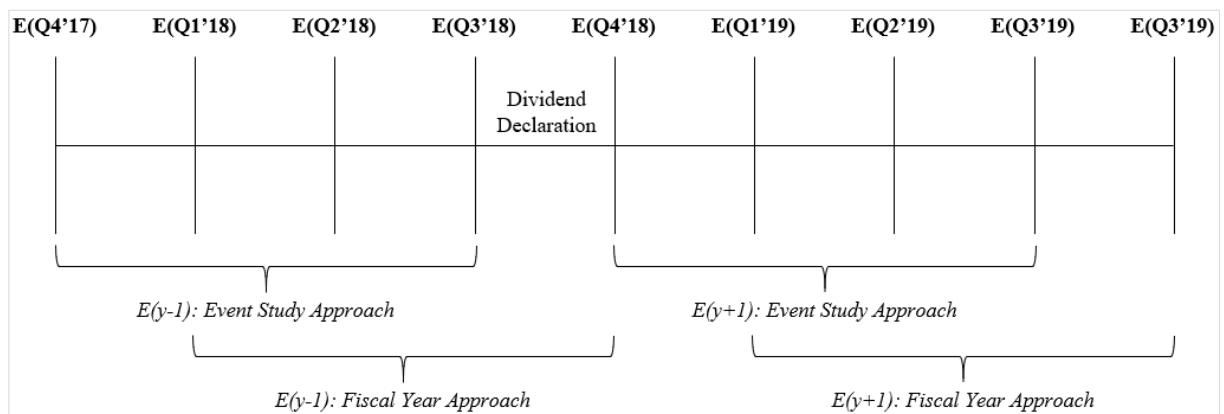 E(Q4’17) E(Q1’18) E(Q2’18) E(Q3’18) E(Q4’18) E(Q1’19) E(Q2’19) E(Q3’19) E(Q3’19)
Dividend
Declaration
E(y-1): Event Study Approach E(y+1): Event Study Approach
E(y-1): Fiscal Year Approach E(y+1): Fiscal Year Approach